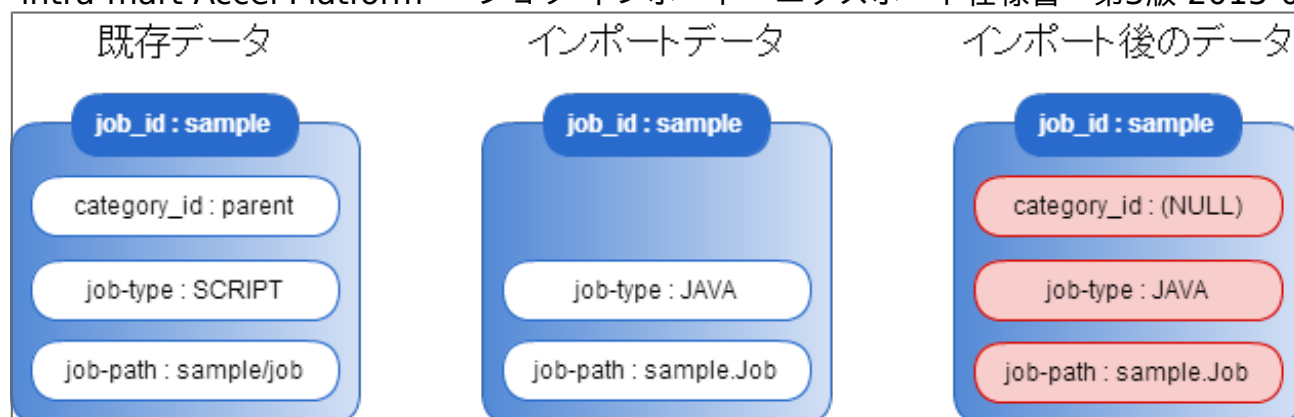 既存データ インポートデータ インポート後のデータ
job_id : sample job_id : sample job_id : sample
category_id : parent category_id : (NULL)
job-type : SCRIPT job-type : JAVA job-type : JAVA
job-path : sample/job job-path : sample.Job job-path : sample.Job